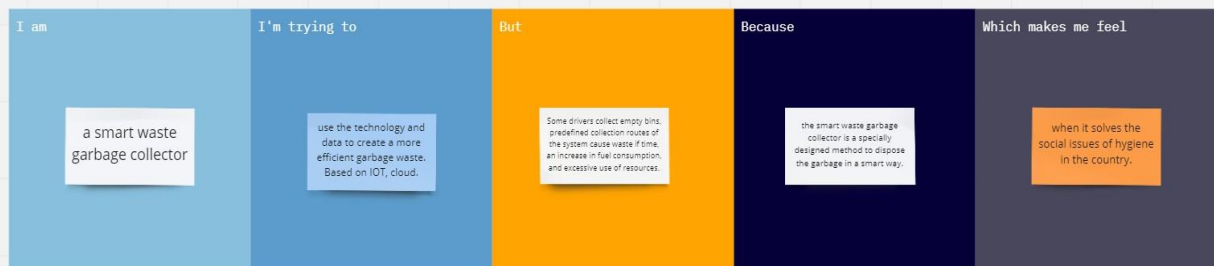 I am
a smart waste
garbage collector
I'm trying to
use the technology and
data to create a more
efficient garbage waste.
Based on IOT, cloud.
But
Some drivers collect empty bins,
predefined collection routes of
the system cause waste if time,
an increase in fuel consumption,
and excessive use of resources.
Because
the smart waste garbage
collector is a specially
designed method to dispose
the garbage in a smart way.
Which makes me feel
when it solves the
social issues of hygiene
in the country.